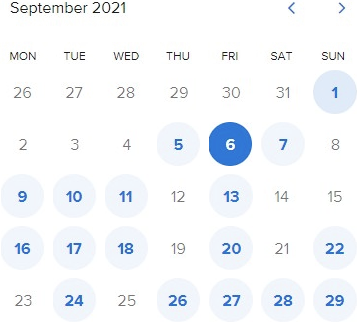 September 2021
MON TUE WED THU FRI SAT SUN
26 27 28 29 30 31 1
2 3 4 5 6 7 8
9 10 11 12 13 14 15
16 17 18 19 20 21 22
23 24 25 26 27 28 29